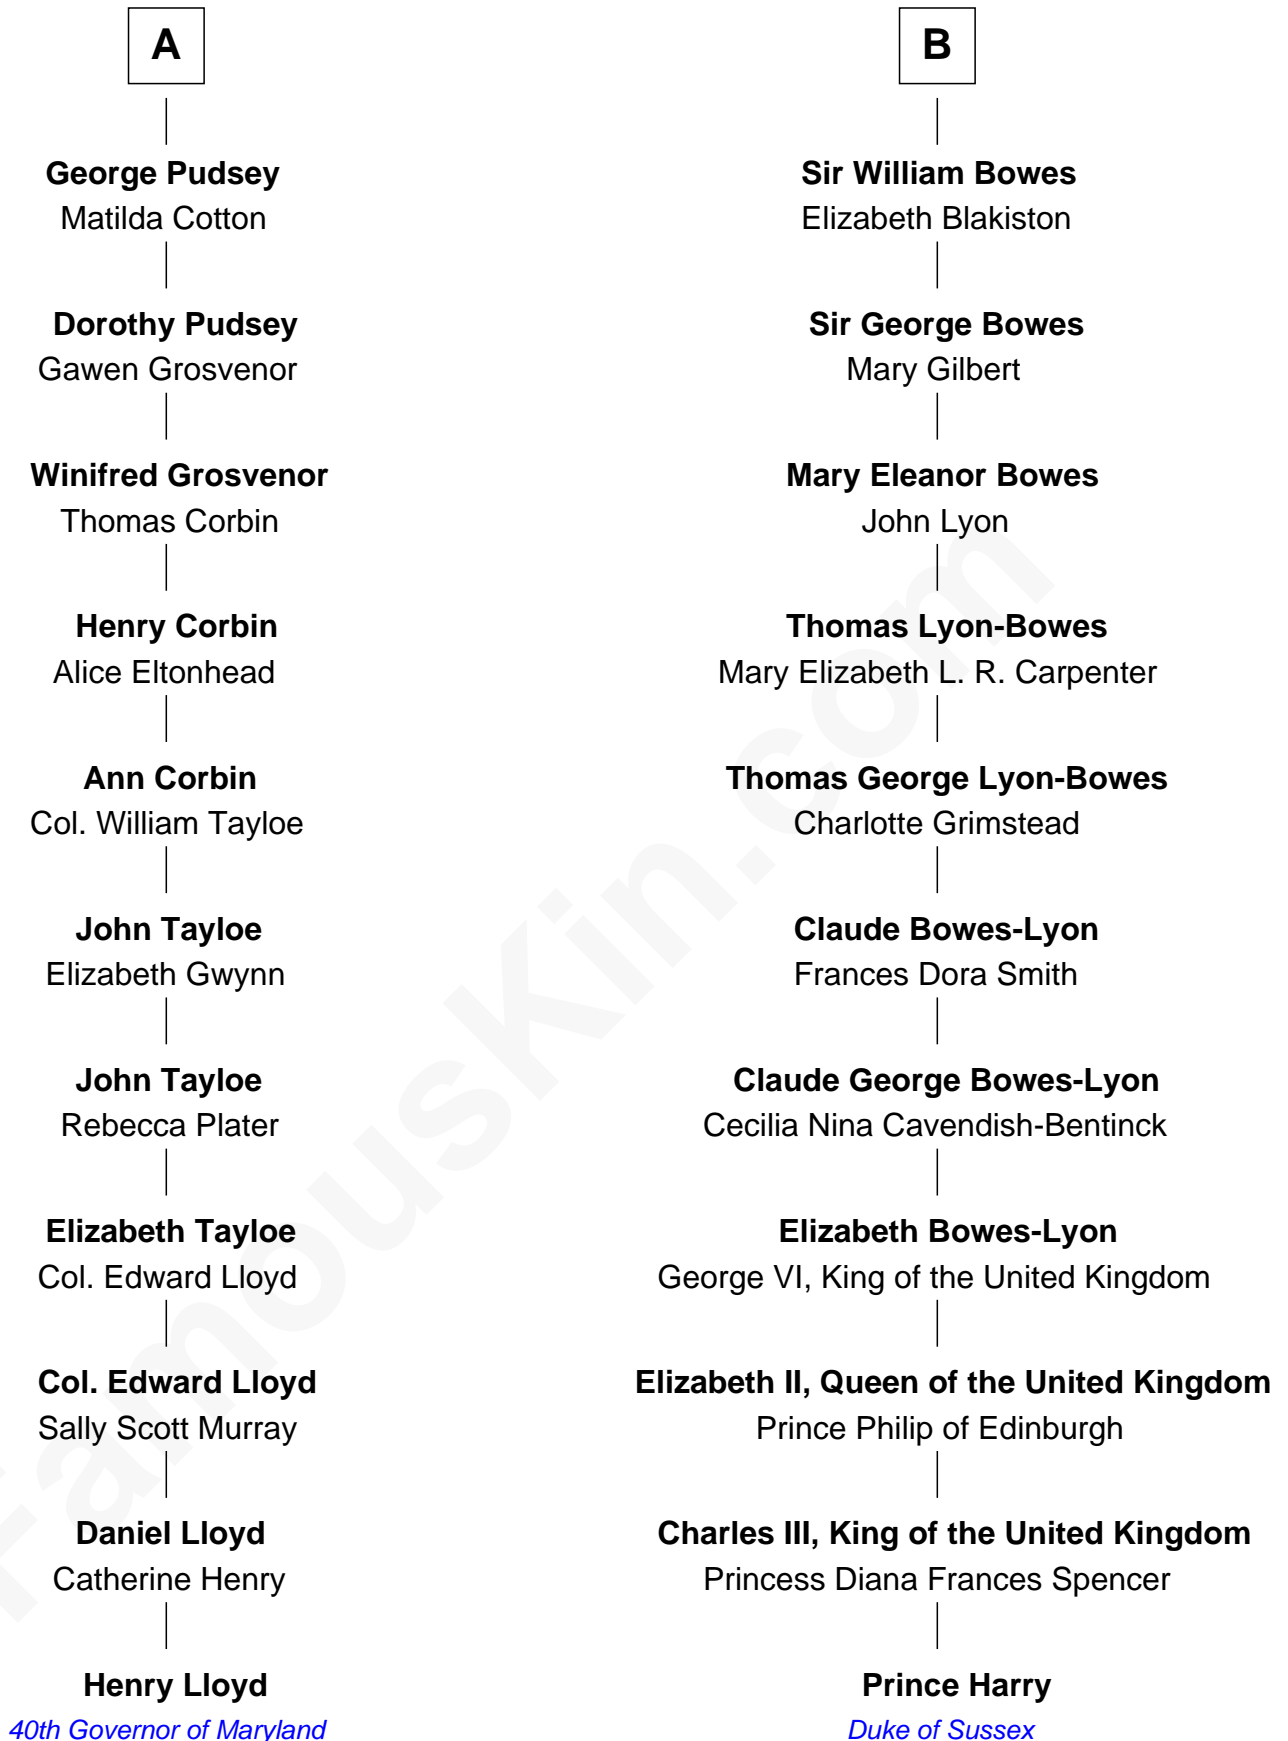 A
George Pudsey
Matilda Cotton
Dorothy Pudsey
Gawen Grosvenor
Winifred Grosvenor
Thomas Corbin
Henry Corbin
Alice Eltonhead
Ann Corbin
Col. William Tayloe
John Tayloe
Elizabeth Gwynn
John Tayloe
Rebecca Plater
Elizabeth Tayloe
Col. Edward Lloyd
Col. Edward Lloyd
Sally Scott Murray
Daniel Lloyd
Catherine Henry
Henry Lloyd
40th Governor of Maryland
B
Sir William Bowes
Elizabeth Blakiston
Sir George Bowes
Mary Gilbert
Mary Eleanor Bowes
John Lyon
Thomas Lyon-Bowes
Mary Elizabeth L. R. Carpenter
Thomas George Lyon-Bowes
Charlotte Grimstead
Claude Bowes-Lyon
Frances Dora Smith
Claude George Bowes-Lyon
Cecilia Nina Cavendish-Bentinck
Elizabeth Bowes-Lyon
George VI, King of the United Kingdom
Elizabeth II, Queen of the United Kingdom
Prince Philip of Edinburgh
Charles III, King of the United Kingdom
Princess Diana Frances Spencer
Prince Harry
Duke of Sussex
FamousKin.com